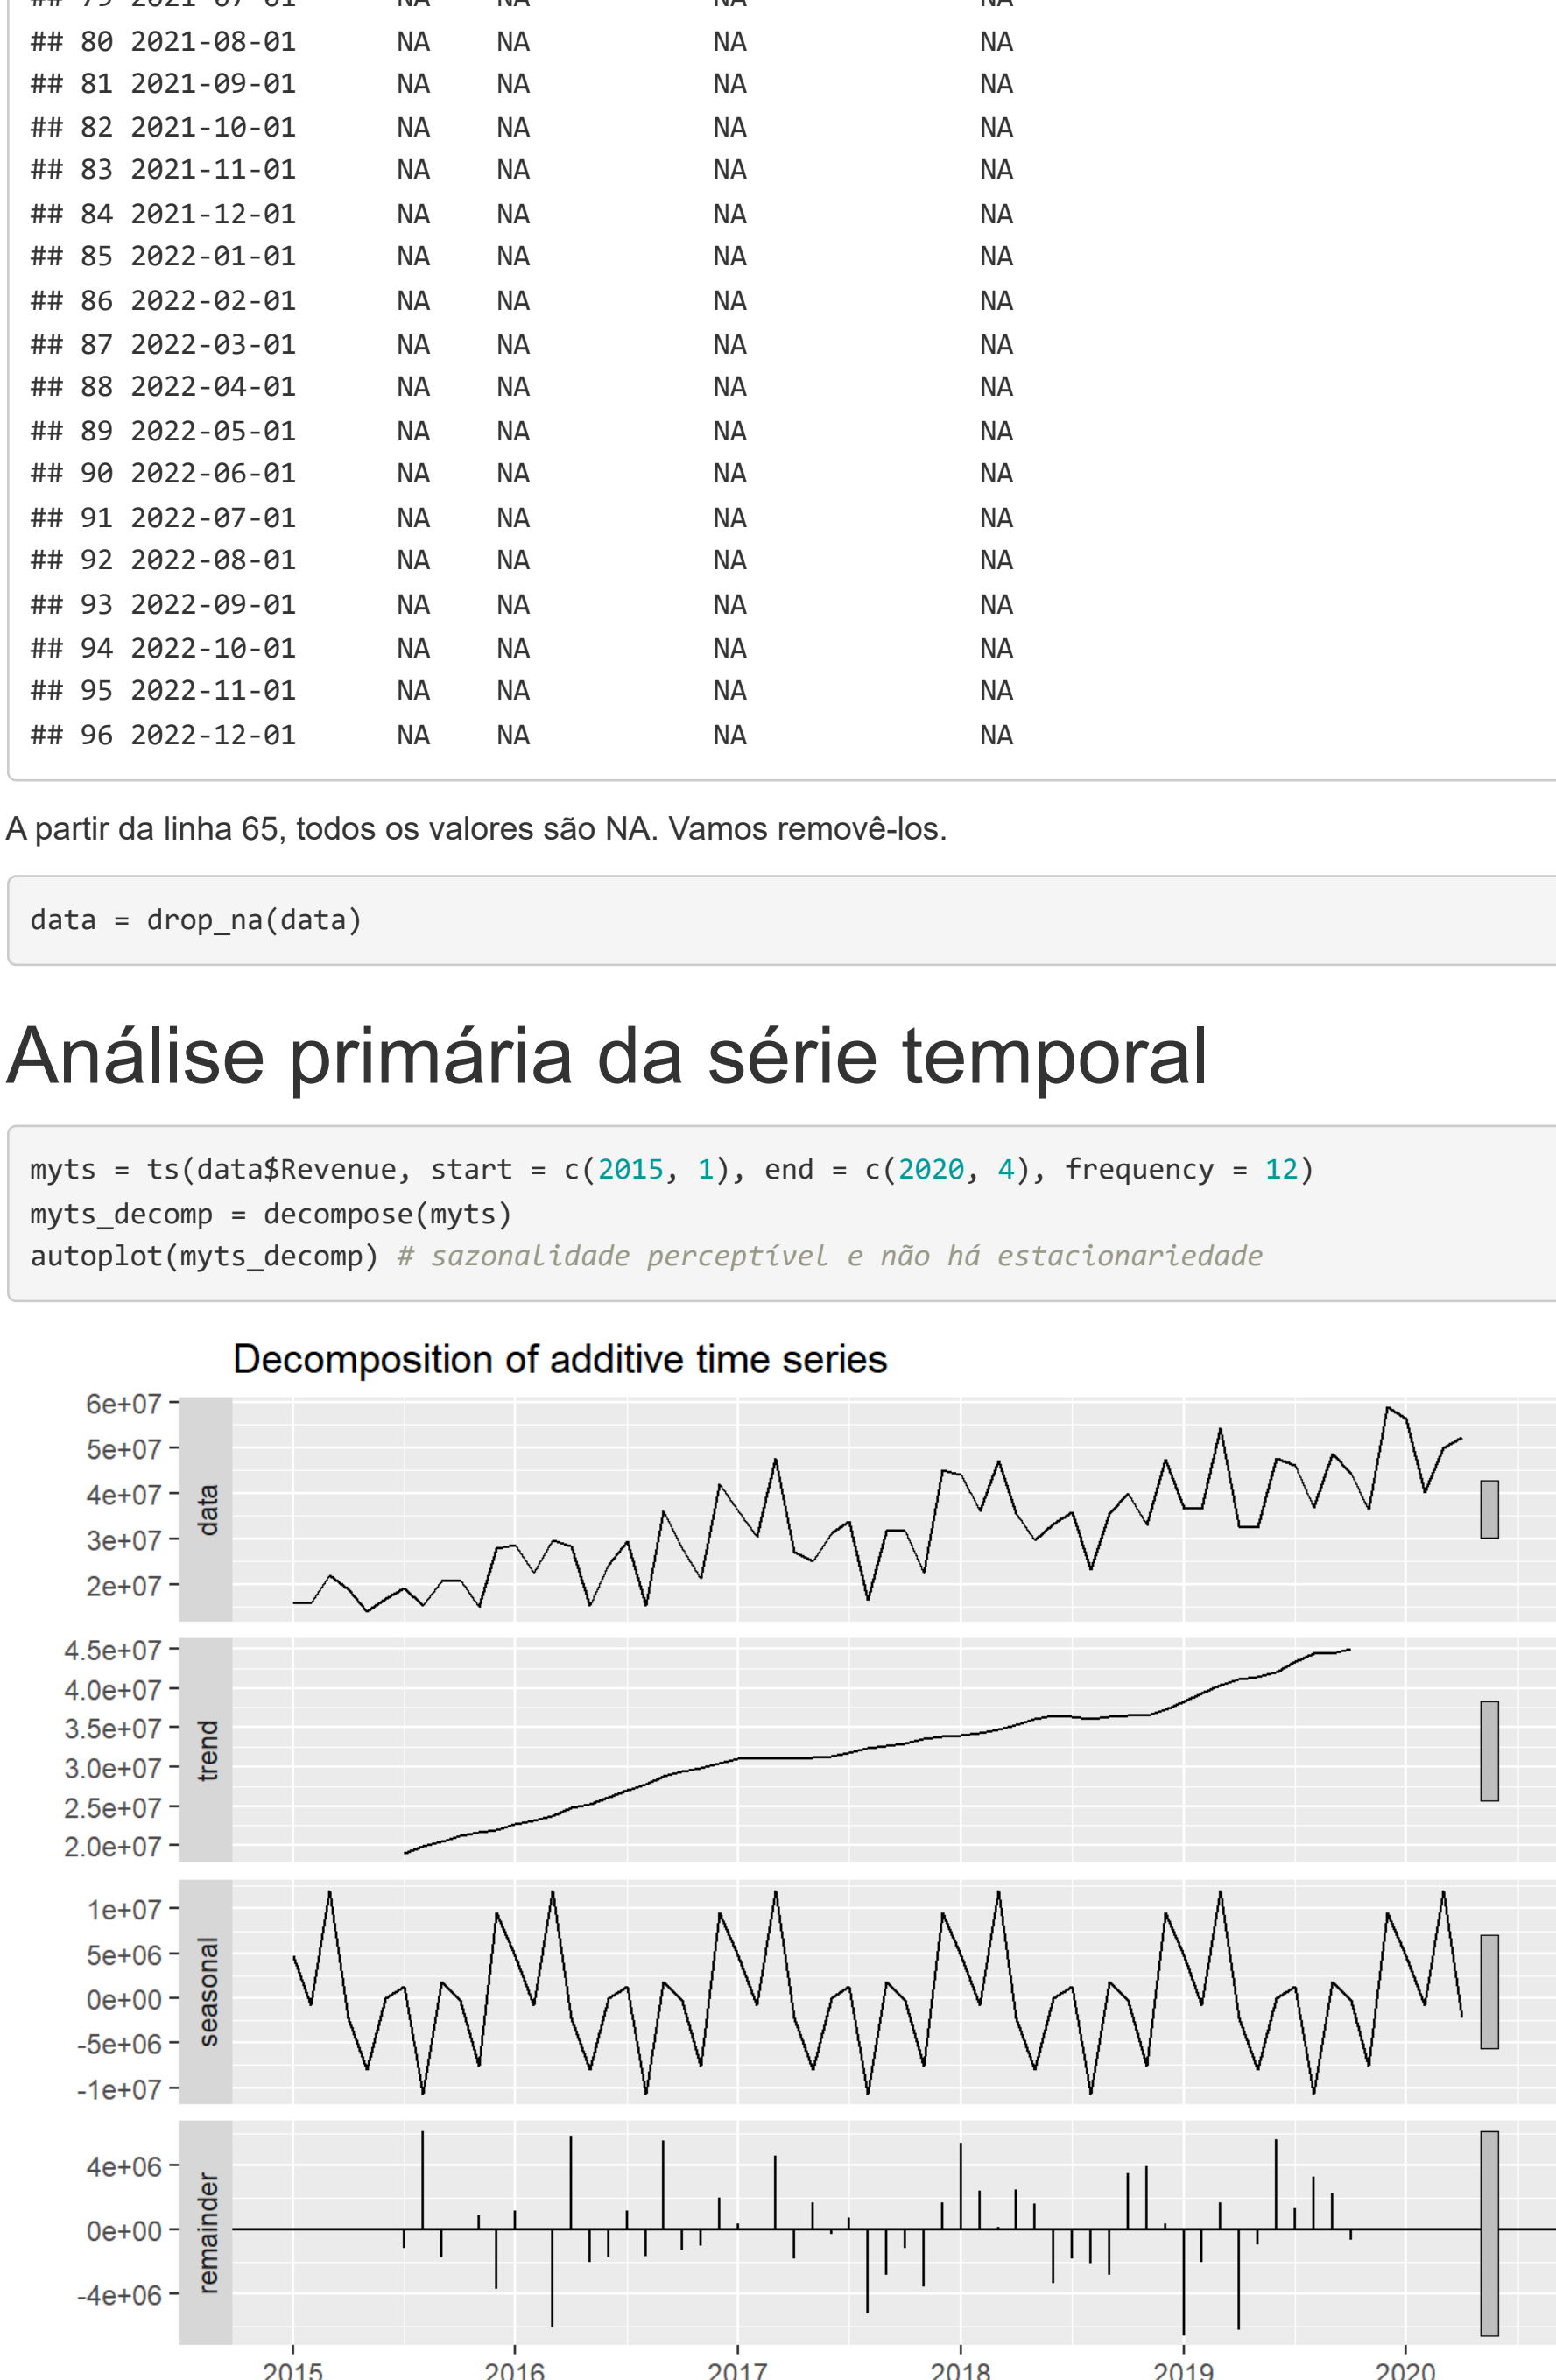 ## 79 2021-07-01 NA NA NA NA
## 80 2021-08-01 NA NA NA NA
## 81 2021-09-01 NA NA NA NA
## 82 2021-10-01 NA NA NA NA
## 83 2021-11-01 NA NA NA NA
## 84 2021-12-01 NA NA NA NA
## 85 2022-01-01 NA NA NA NA
## 86 2022-02-01 NA NA NA NA
## 87 2022-03-01 NA NA NA NA
## 88 2022-04-01 NA NA NA NA
## 89 2022-05-01 NA NA NA NA
## 90 2022-06-01 NA NA NA NA
## 91 2022-07-01 NA NA NA NA
## 92 2022-08-01 NA NA NA NA
## 93 2022-09-01 NA NA NA NA
## 94 2022-10-01 NA NA NA NA
## 95 2022-11-01 NA NA NA NA
## 96 2022-12-01 NA NA NA NA
A partir da linha 65, todos os valores são NA. Vamos removê-los.
data = drop_na(data)
Análise primária da série temporal
myts = ts(data$Revenue, start = c(2015, 1), end = c(2020, 4), frequency = 12)
myts_decomp = decompose(myts)
autoplot(myts_decomp) # sazonalidade perceptível e não há estacionariedade
Decomposition of additive time series
6e+07
5e+07
4e+07
3e+07
2e+07
data
4.5e+07
4.0e+07
3.5e+07
3.0e+07
2.5e+07
2.0e+07
trend
1e+07
5e+06
0e+00
-5e+06
-1e+07
seasonal
4e+06
0e+00
-4e+06
remainder
2015 2016 2017 2018 2019 2020